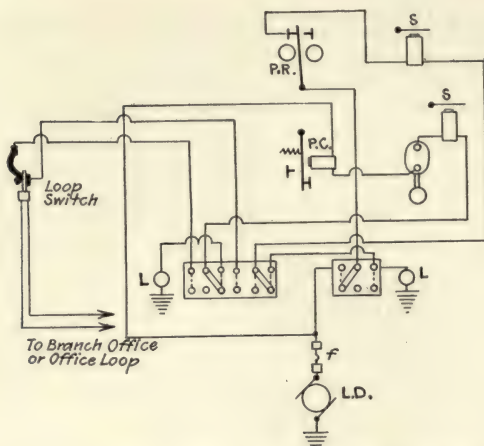 S
P.R.
S
P.C.
Loop
Switch
L
L
To Branch Office
or Office Loop
f
L.D.